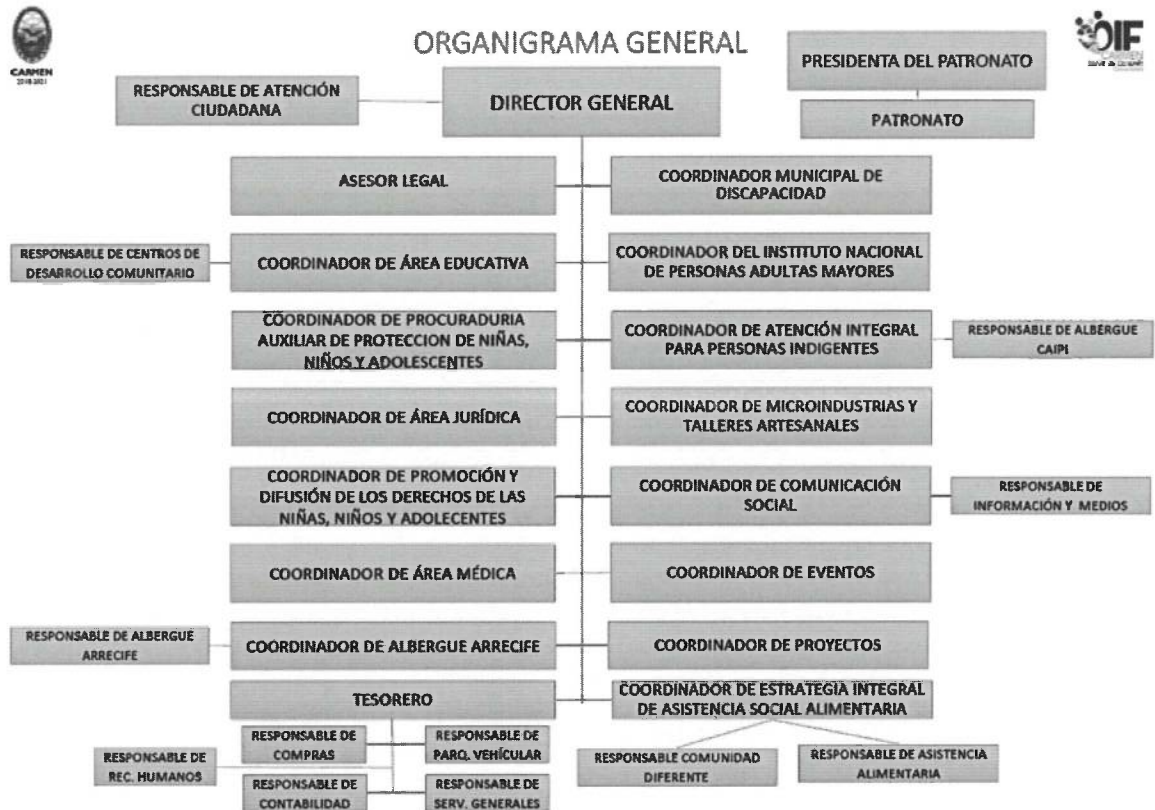 CARMEN
2018-2021
ORGANIGRAMA GENERAL
DIF
CARMEN
PRESIDENTA DEL PATRONATO
PATRONATO
RESPONSABLE DE ATENCIÓN
CIUDADANA
DIRECTOR GENERAL
ASESOR LEGAL
COORDINADOR MUNICIPAL DE
DISCAPACIDAD
RESPONSABLE DE CENTROS DE
DESARROLLO COMUNITARIO
COORDINADOR DE ÁREA EDUCATIVA
COORDINADOR DEL INSTITUTO NACIONAL
DE PERSONAS ADULTAS MAYORES
COORDINADOR DE PROCURADURIA
AUXILIAR DE PROTECCION DE NIÑAS,
NIÑOS Y ADOLESCENTES
COORDINADOR DE ATENCIÓN INTEGRAL
PARA PERSONAS INDIGENTES
RESPONSABLE DE ALBERGUE
CAIPI
COORDINADOR DE ÁREA JURÍDICA
COORDINADOR DE MICROINDUSTRIAS Y
TALLERES ARTESANALES
COORDINADOR DE PROMOCIÓN Y
DIFUSIÓN DE LOS DERECHOS DE LAS
NIÑAS, NIÑOS Y ADOLECENTES
COORDINADOR DE COMUNICACIÓN
SOCIAL
RESPONSABLE DE
INFORMACIÓN Y MEDIOS
COORDINADOR DE ÁREA MÉDICA
COORDINADOR DE EVENTOS
RESPONSABLE DE ALBERGUE
ARRECIFE
COORDINADOR DE ALBERGUE ARRECIFE
COORDINADOR DE PROYECTOS
TESORERO
COORDINADOR DE ESTRATEGIA INTEGRAL
DE ASISTENCIA SOCIAL ALIMENTARIA
RESPONSABLE DE
COMPRAS
RESPONSABLE DE
PARQ. VEHÍCULAR
RESPONSABLE DE
REC. HUMANOS
RESPONSABLE DE
CONTABILIDAD
RESPONSABLE DE
SERV. GENERALES
RESPONSABLE COMUNIDAD
DIFERENTE
RESPONSABLE DE ASISTENCIA
ALIMENTARIA